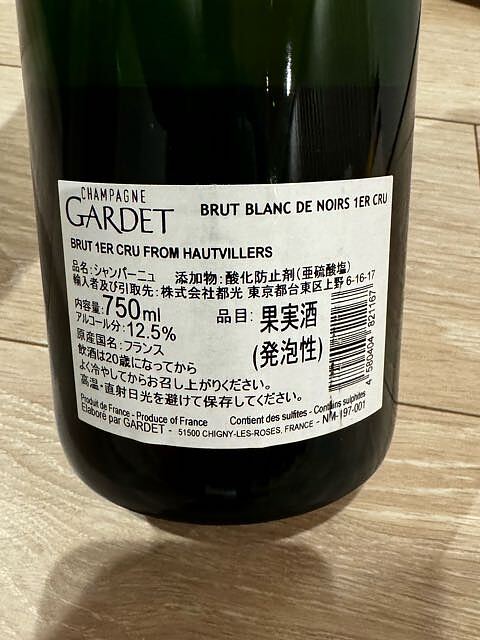 CHAMPAGNE
GARDET
BRUT BLANC DE NOIRS 1ER CRU
BRUT 1ER CRU FROM HAUTVILLERS
品名:シャンパーニュ 添加物:酸化防止剤(亜硫酸塩)
輸入者及び引取先:株式会社都光 東京都台東区上野 6-16-17
内容量:750ml
アルコール分:12.5%
原産国名:フランス
品目: 果実酒
(発泡性)
飲酒は20歳になってから
よく冷やしてからお召し上がりください。
高温・直射日光を避けて保存してください。
4 580404 821167
Produit de France - Produce of France Contient des sulfites - Contains sulphites
Elaboré par GARDET - 51500 CHIGNY-LES-ROSES, FRANCE - NM-197-001